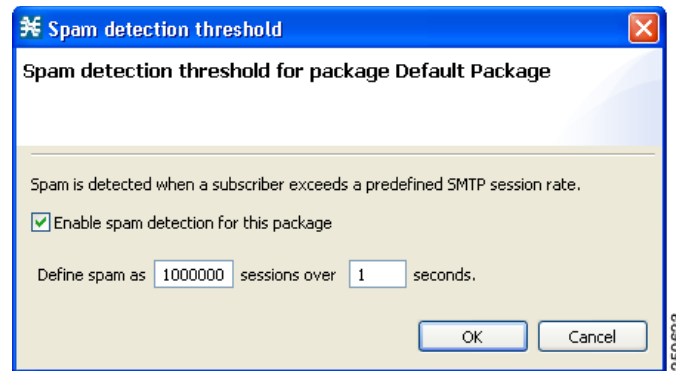 Spam detection threshold
Spam detection threshold for package Default Package
Spam is detected when a subscriber exceeds a predefined SMTP session rate.
Enable spam detection for this package
Define spam as 1000000 sessions over 1 seconds.
OK Cancel